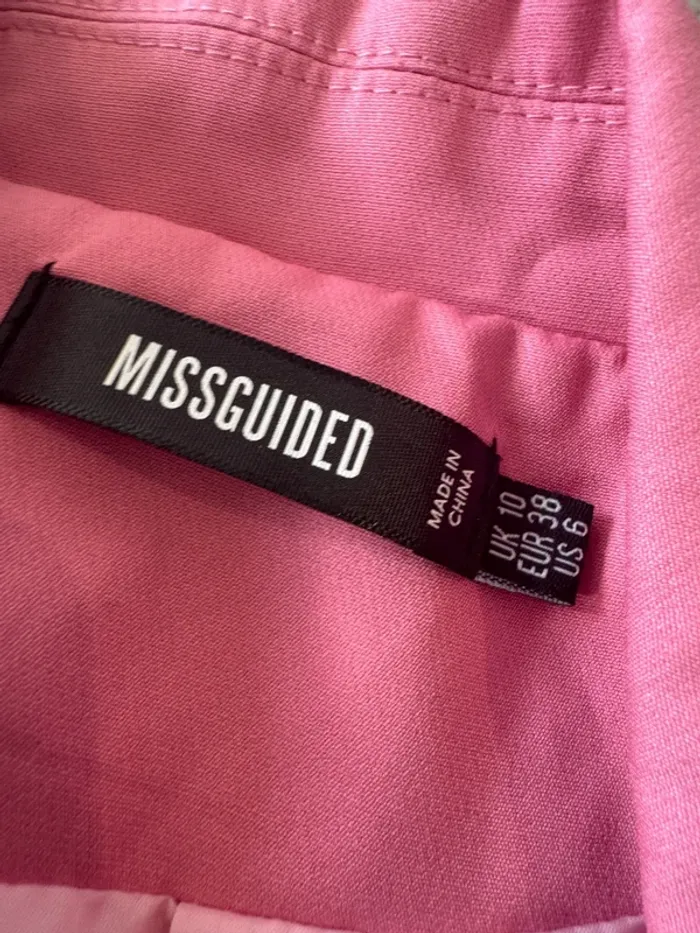 MISSGUIDED
MADE IN
CHINA
UK 10
EUR 38
US 6